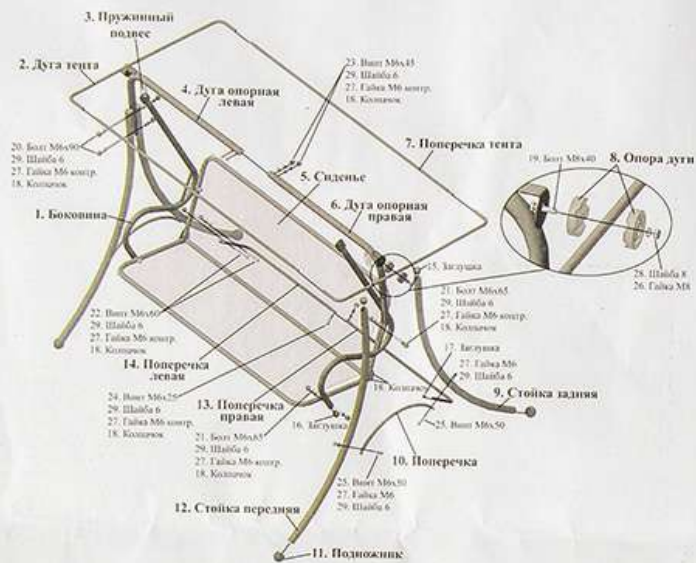 3. Пружинный
подвес
2. Дуга тента
4. Дуга опорная
левая
23. Винт М6х45
29. Шайба 6
27. Гайка М6 контр.
18. Колпачок
7. Поперечка тента
20. Болт М6х90
29. Шайба 6
27. Гайка М6 контр.
18. Колпачок
19. Болт М8х40
8. Опора дуги
5. Сиденье
1. Боковина
6. Дуга опорная
правая
28. Шайба 8
26. Гайка М8
15. Заглушка
21. Болт М6х65
29. Шайба 6
27. Гайка М6 контр.
18. Колпачок
22. Винт М6х60
29. Шайба 6
27. Гайка М6 контр.
18. Колпачок
14. Поперечка
левая
17. Заглушка
27. Гайка М6
29. Шайба 6
18. Колпачок
9. Стойка задняя
24. Винт М6х25
29. Шайба 6
27. Гайка М6 контр.
18. Колпачок
13. Поперечка
правая
21. Болт М6х65
29. Шайба 6
27. Гайка М6 контр.
18. Колпачок
16. Заглушка
25. Винт М6х50
10. Поперечка
25. Винт М6х50
27. Гайка М6
29. Шайба 6
12. Стойка передняя
11. Подножник